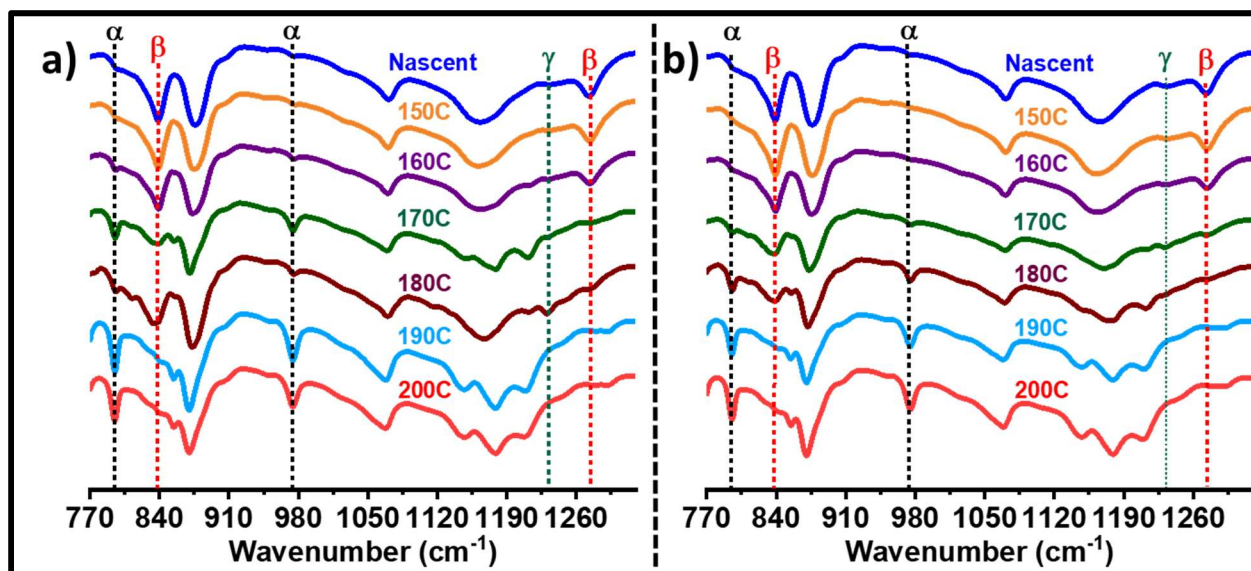 a)
α
β
α
γ
β
Nascent
150C
160C
170C
180C
190C
200C
770 840 910 980 1050 1120 1190 1260
Wavenumber (cm-1)
b)
α
β
α
γ
β
Nascent
150C
160C
170C
180C
190C
200C
770 840 910 980 1050 1120 1190 1260
Wavenumber (cm-1)